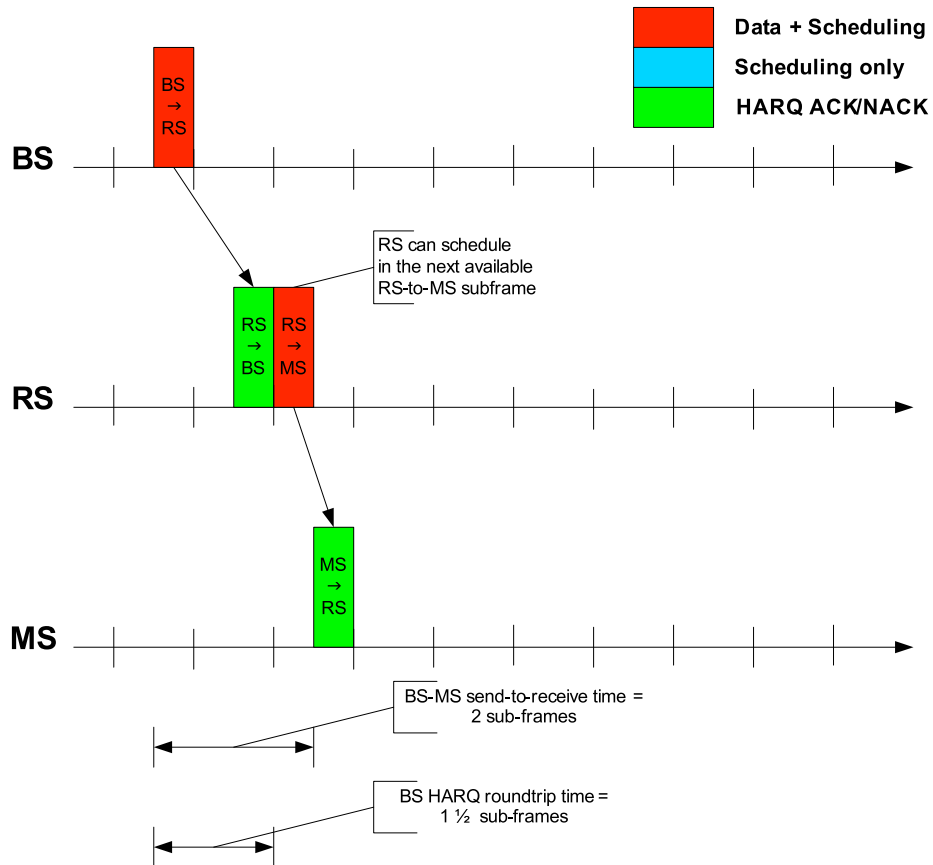 Data + Scheduling
Scheduling only
HARQ ACK/NACK
BS
→
RS
BS
RS can schedule
in the next available
RS-to-MS subframe
RS
→
BS
RS
→
MS
RS
MS
→
RS
MS
BS-MS send-to-receive time =
2 sub-frames
BS HARQ roundtrip time =
1 ½ sub-frames